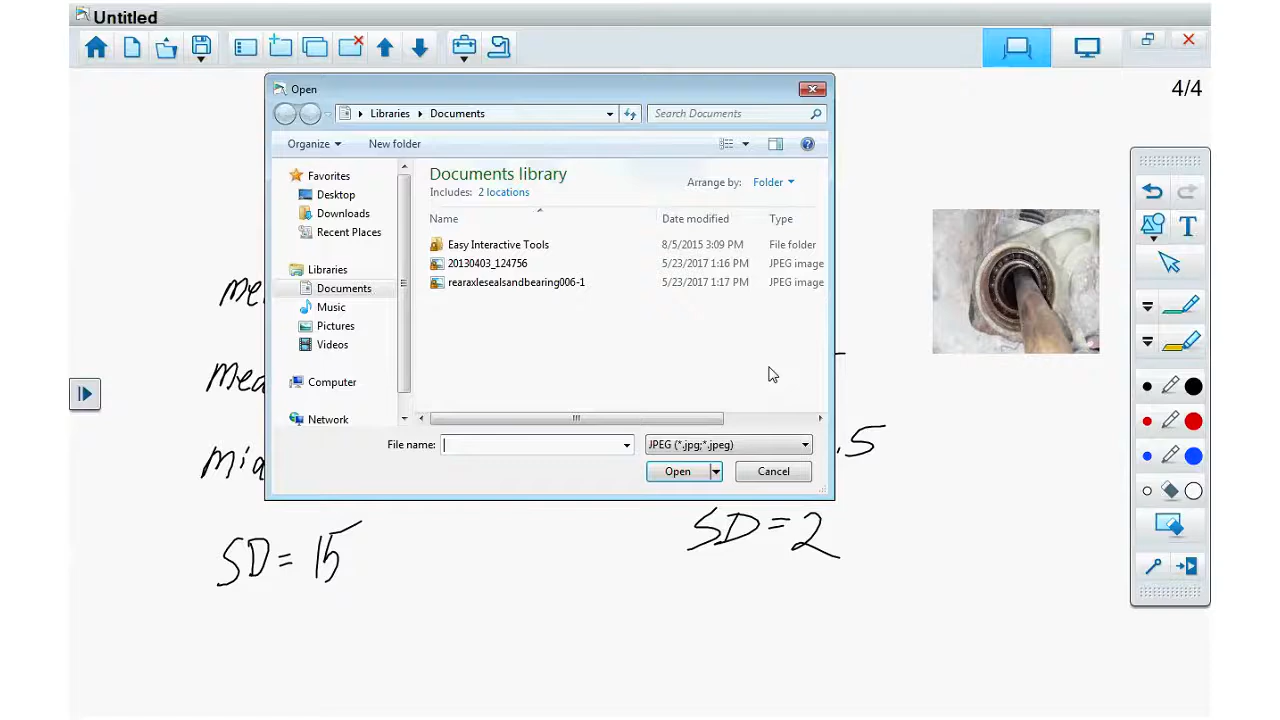 Untitled
4/4
Open
Libraries
Documents
Search Documents
Organize
New folder
Favorites
Desktop
Downloads
Recent Places
Libraries
Documents
Music
Pictures
Videos
Computer
Network
Documents library
Includes: 2 locations
Arrange by: Folder
Name Date modified Type
Easy Interactive Tools 8/5/2015 3:09 PM File folder
20130403_124756 5/23/2017 1:16 PM JPEG image
rearaxlesealsandbearing006-1 5/23/2017 1:17 PM JPEG image
File name:
JPEG (*.jpg;*.jpeg)
Open
Cancel
T
.5
SD = 15
SD = 2